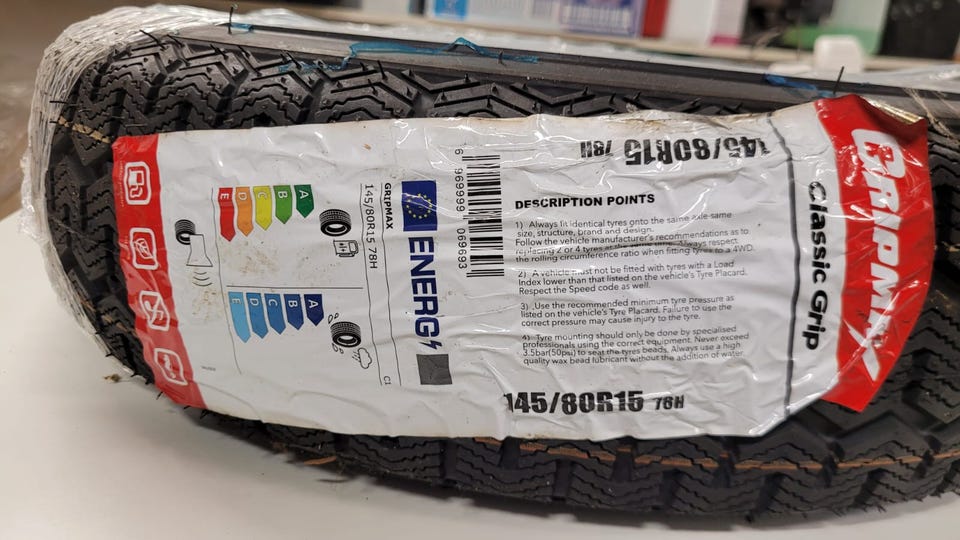 GRIPMAX
Classic Grip
145/80R15 78H
DESCRIPTION POINTS
1) Always fit identical tyres onto the same axle-same
size, structure, brand and design.
Follow the vehicle manufacturer's recommendations as to
replacing 2 or 4 tyres at the same time. Always respect
the rolling circumference ratio when fitting tyres to a 4WD.
2) A vehicle must not be fitted with tyres with a Load
Index lower than that listed on the vehicle's Tyre Placard.
Respect the Speed code as well.
3) Use the recommended minimum tyre pressure as
listed on the vehicle's Tyre Placard. Failure to use the
correct pressure may cause injury to the tyre.
4) Tyre mounting should only be done by specialised
professionals using the correct equipment. Never exceed
3.5bar(50psi) to seat the tyres beads. Always use a high
quality wax bead lubricant without the addition of water.
145/80R15 78H
6 969999 069693
ENERG
GRIPMAX
145/80R15 78H
C1
A
B
C
D
E
A
B
C
D
E